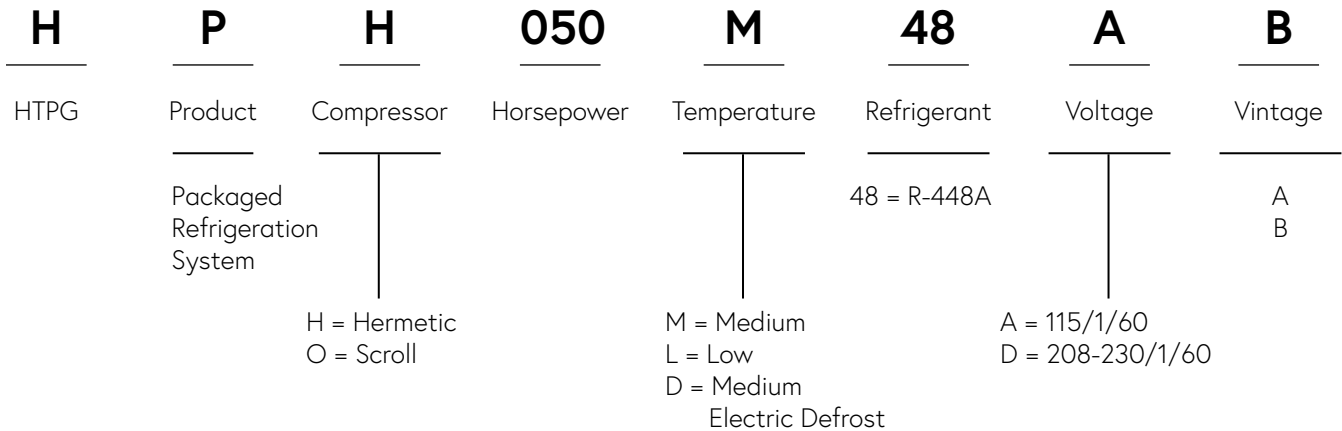 H P H 050 M 48 A B
HTPG Product Compressor Horsepower Temperature Refrigerant Voltage Vintage
Packaged 48 = R-448A A
Refrigeration B
System
H = Hermetic M = Medium A = 115/1/60
O = Scroll L = Low D = 208-230/1/60
D = Medium
Electric Defrost